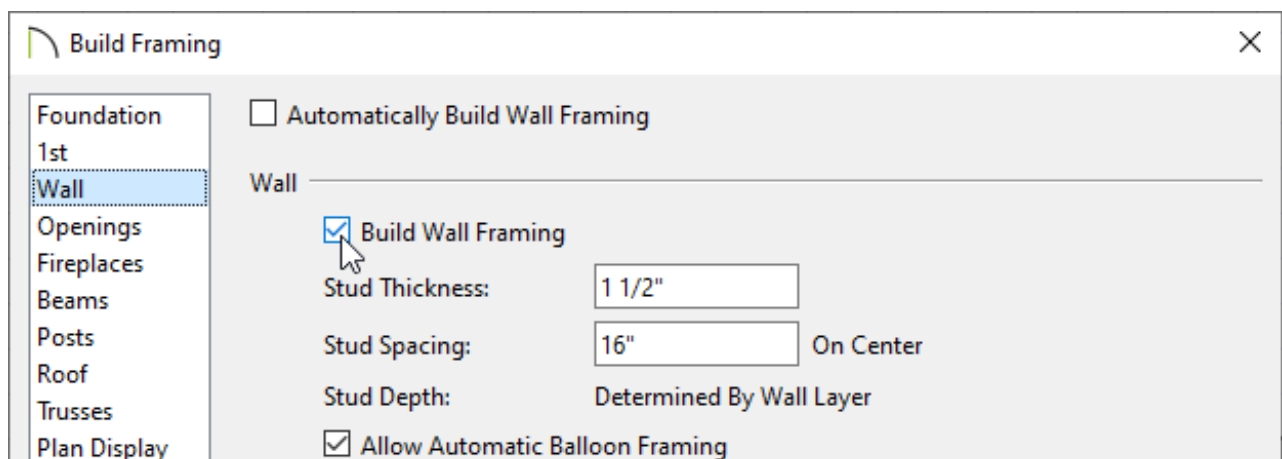 Build Framing
Foundation
1st
Wall
Openings
Fireplaces
Beams
Posts
Roof
Trusses
Plan Display
Automatically Build Wall Framing
Wall
Build Wall Framing
Stud Thickness: 1 1/2"
Stud Spacing: 16" On Center
Stud Depth: Determined By Wall Layer
Allow Automatic Balloon Framing